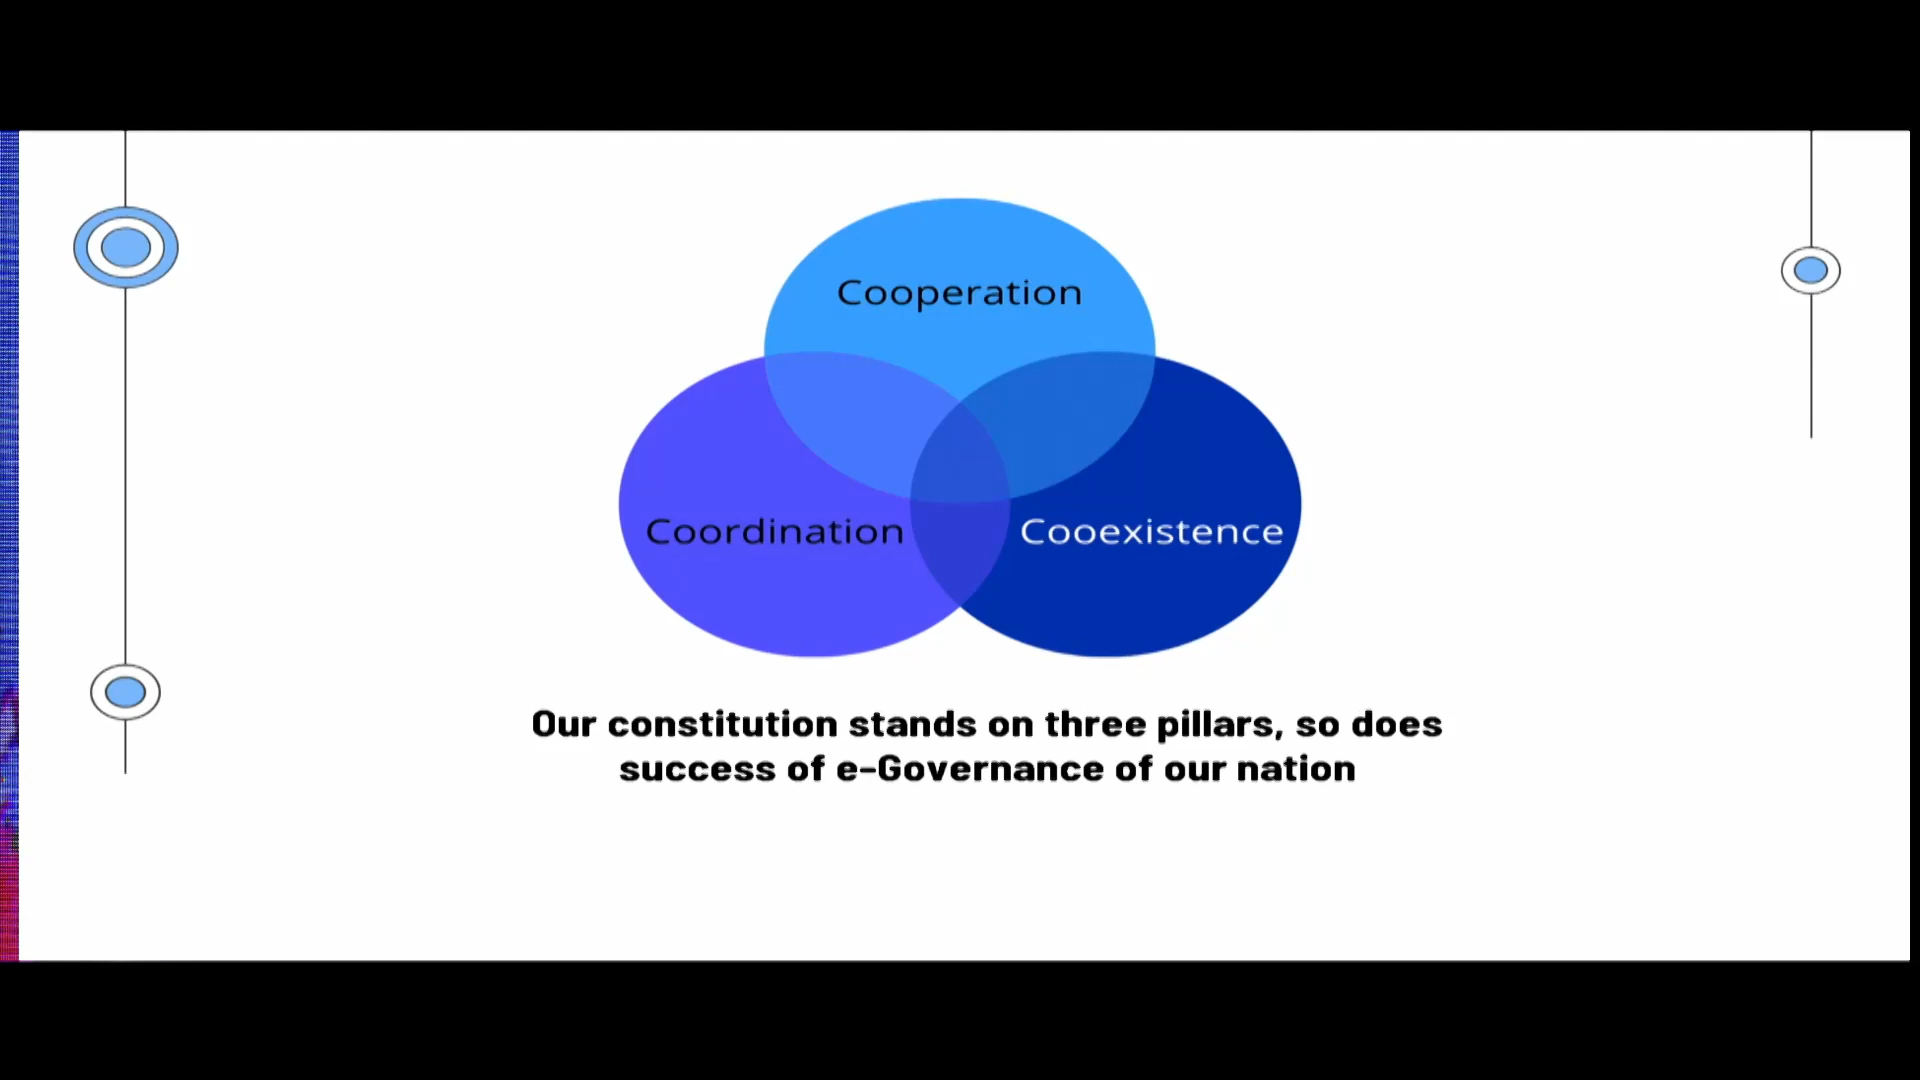 Cooperation
Coordination
Cooexistence
Our constitution stands on three pillars, so does
success of e-Governance of our nation